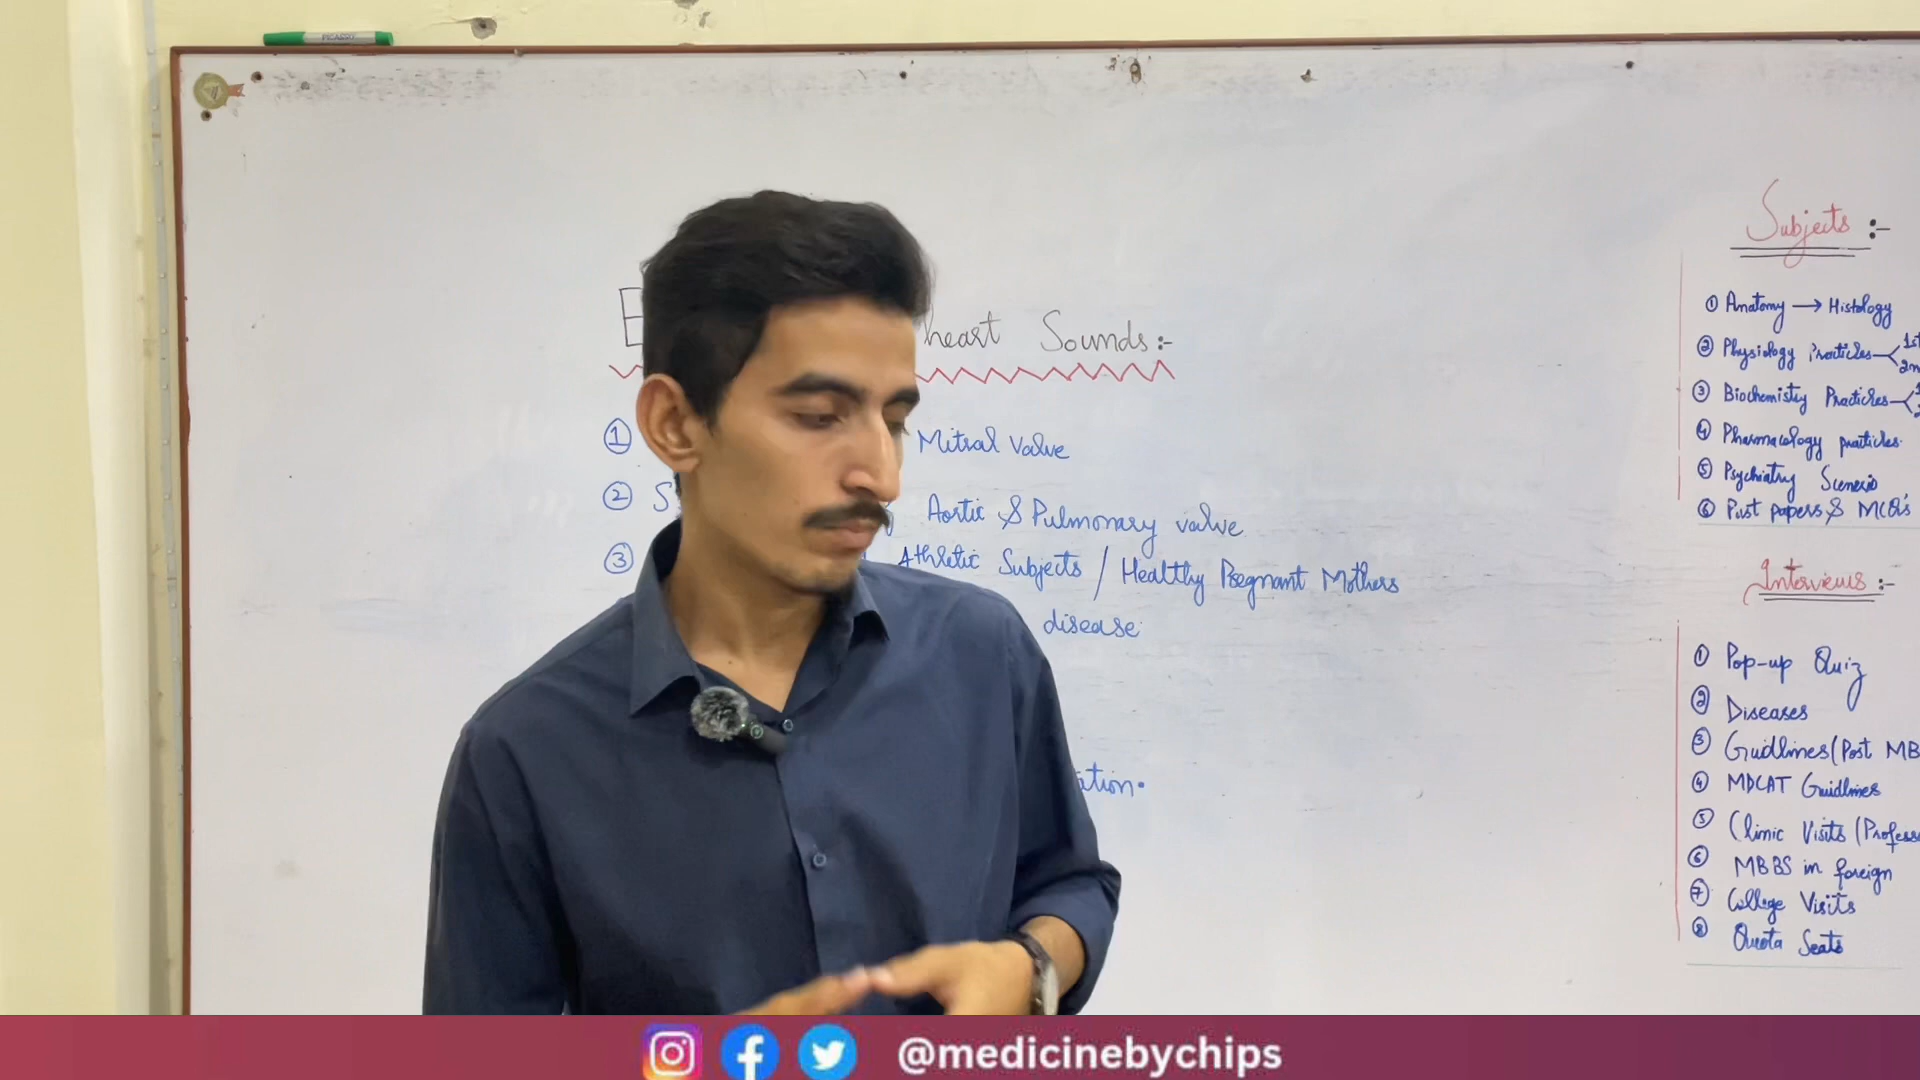 heart Sounds:-
① Mitral Valve
② Aortic & Pulmonary valve
③ Athletic Subjects / Healthy Pregnant Mothers
disease
Subjects :-
① Anatomy → Histology
② Physiology Practicles
③ Biochemistry Practicles
④ Pharmacology practicles
⑤ Psychiatry Scenerio
⑥ Past papers & MCQ's
Interviews :-
① Pop-up Quiz
② Diseases
③ Guidlines (Post MB
④ MDCAT Guidlines
⑤ Clinic Visits (Profess
⑥ MBBS in foreign
⑦ College Visits
⑧ Quota Seats
@medicinebychips